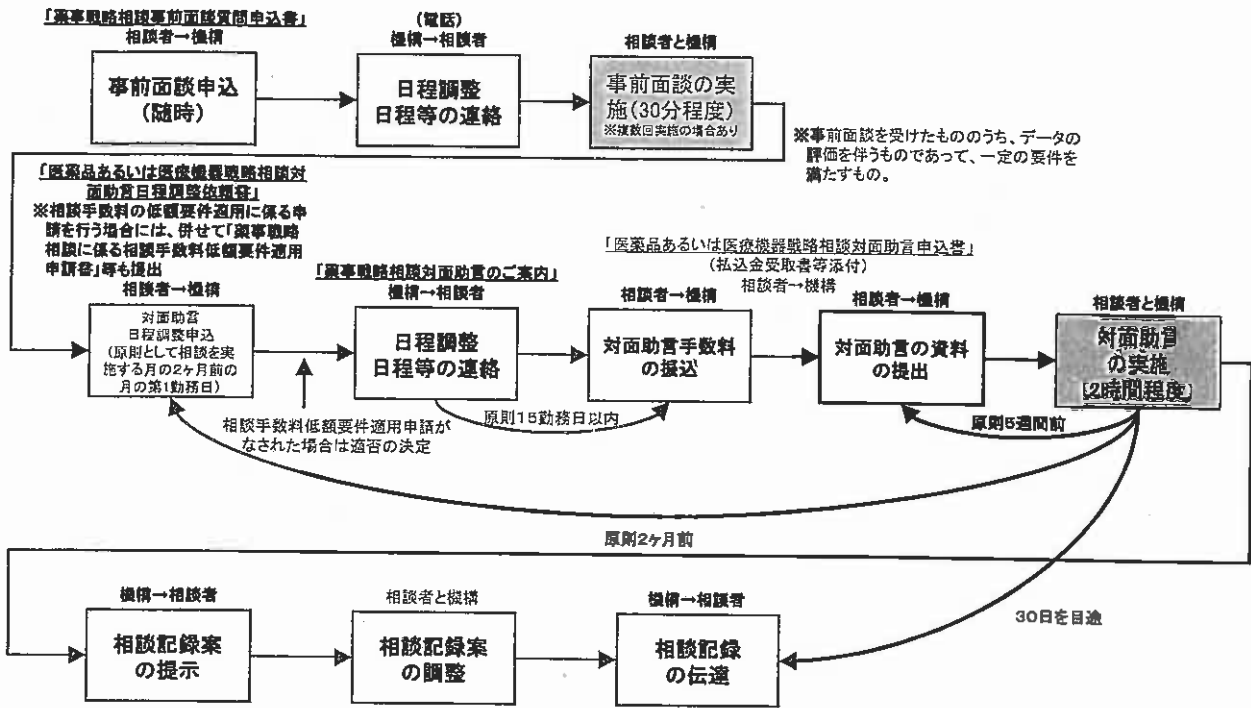 「薬事戦略相談事前面談質問申込書」
相談者→機構
事前面談申込
（随時）
（電話）
機構→相談者
日程調整
日程等の連絡
相談者と機構
事前面談の実
施（30分程度）
※複数回実施の場合あり
※事前面談を受けたもののうち、データの
評価を伴うものであって、一定の要件を
満たすもの。
「医薬品あるいは医療機器戦略相談対
面助言日程調整依頼書」
※相談手数料の低額要件適用に係る申
請を行う場合には、併せて「薬事戦略
相談に係る相談手数料低額要件適用
申請書」等も提出
相談者→機構
対面助言
日程調整申込
（原則として相談を実
施する月の2ヶ月前の
月の第1勤務日）
「薬事戦略相談対面助言のご案内」
機構→相談者
日程調整
日程等の連絡
「医薬品あるいは医療機器戦略相談対面助言申込書」
（払込金受取書等添付）
相談者→機構
相談者→機構
対面助言手数料
の振込
相談者→機構
対面助言の資料
の提出
相談者と機構
対面助言
の実施
［2時間程度］
相談手数料低額要件適用申請が
なされた場合は適否の決定
原則15勤務日以内
原則5週間前
原則2ヶ月前
30日を目途
機構→相談者
相談記録案
の提示
相談者と機構
相談記録案
の調整
機構→相談者
相談記録
の伝達